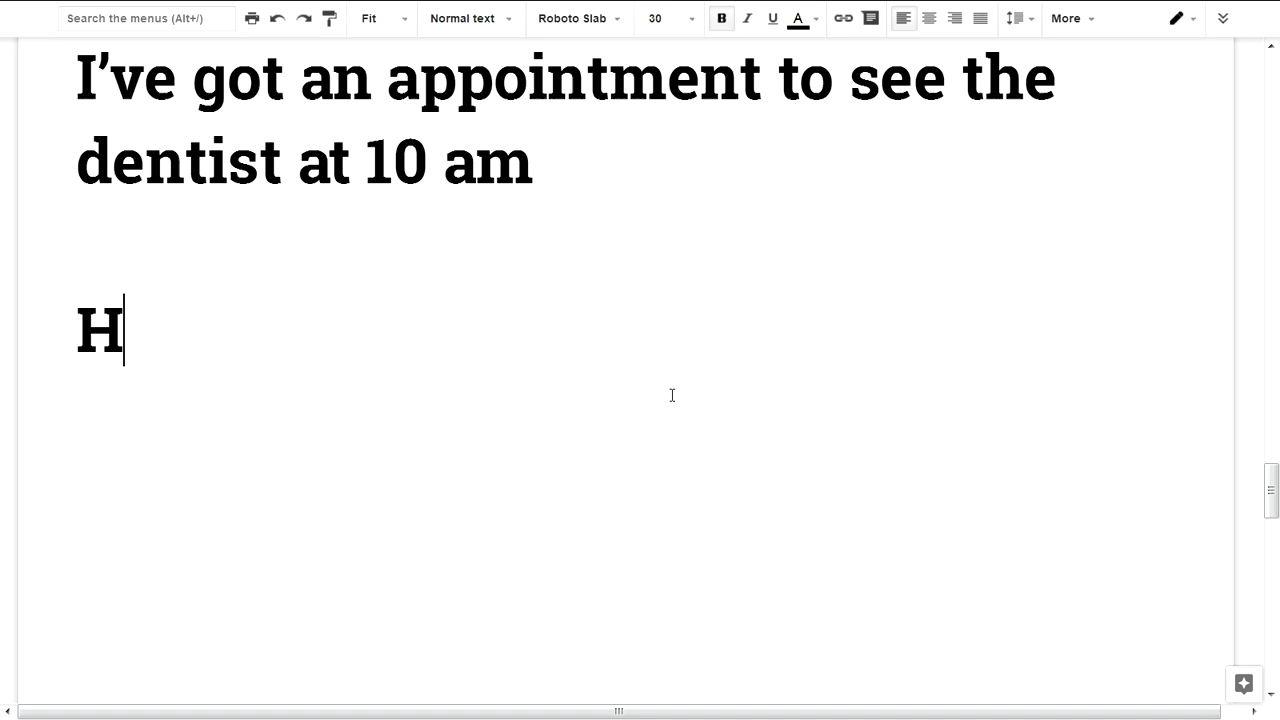 Search the menus (Alt+/) Fit Normal text Roboto Slab 30 B I U A More
I’ve got an appointment to see the
dentist at 10 am
H